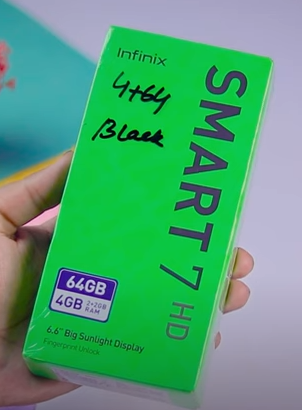 Infinix
4+64
Black
SMART 7 HD
64GB
4GB 2+2GB
RAM
6.6" Big Sunlight Display
Fingerprint Unlock